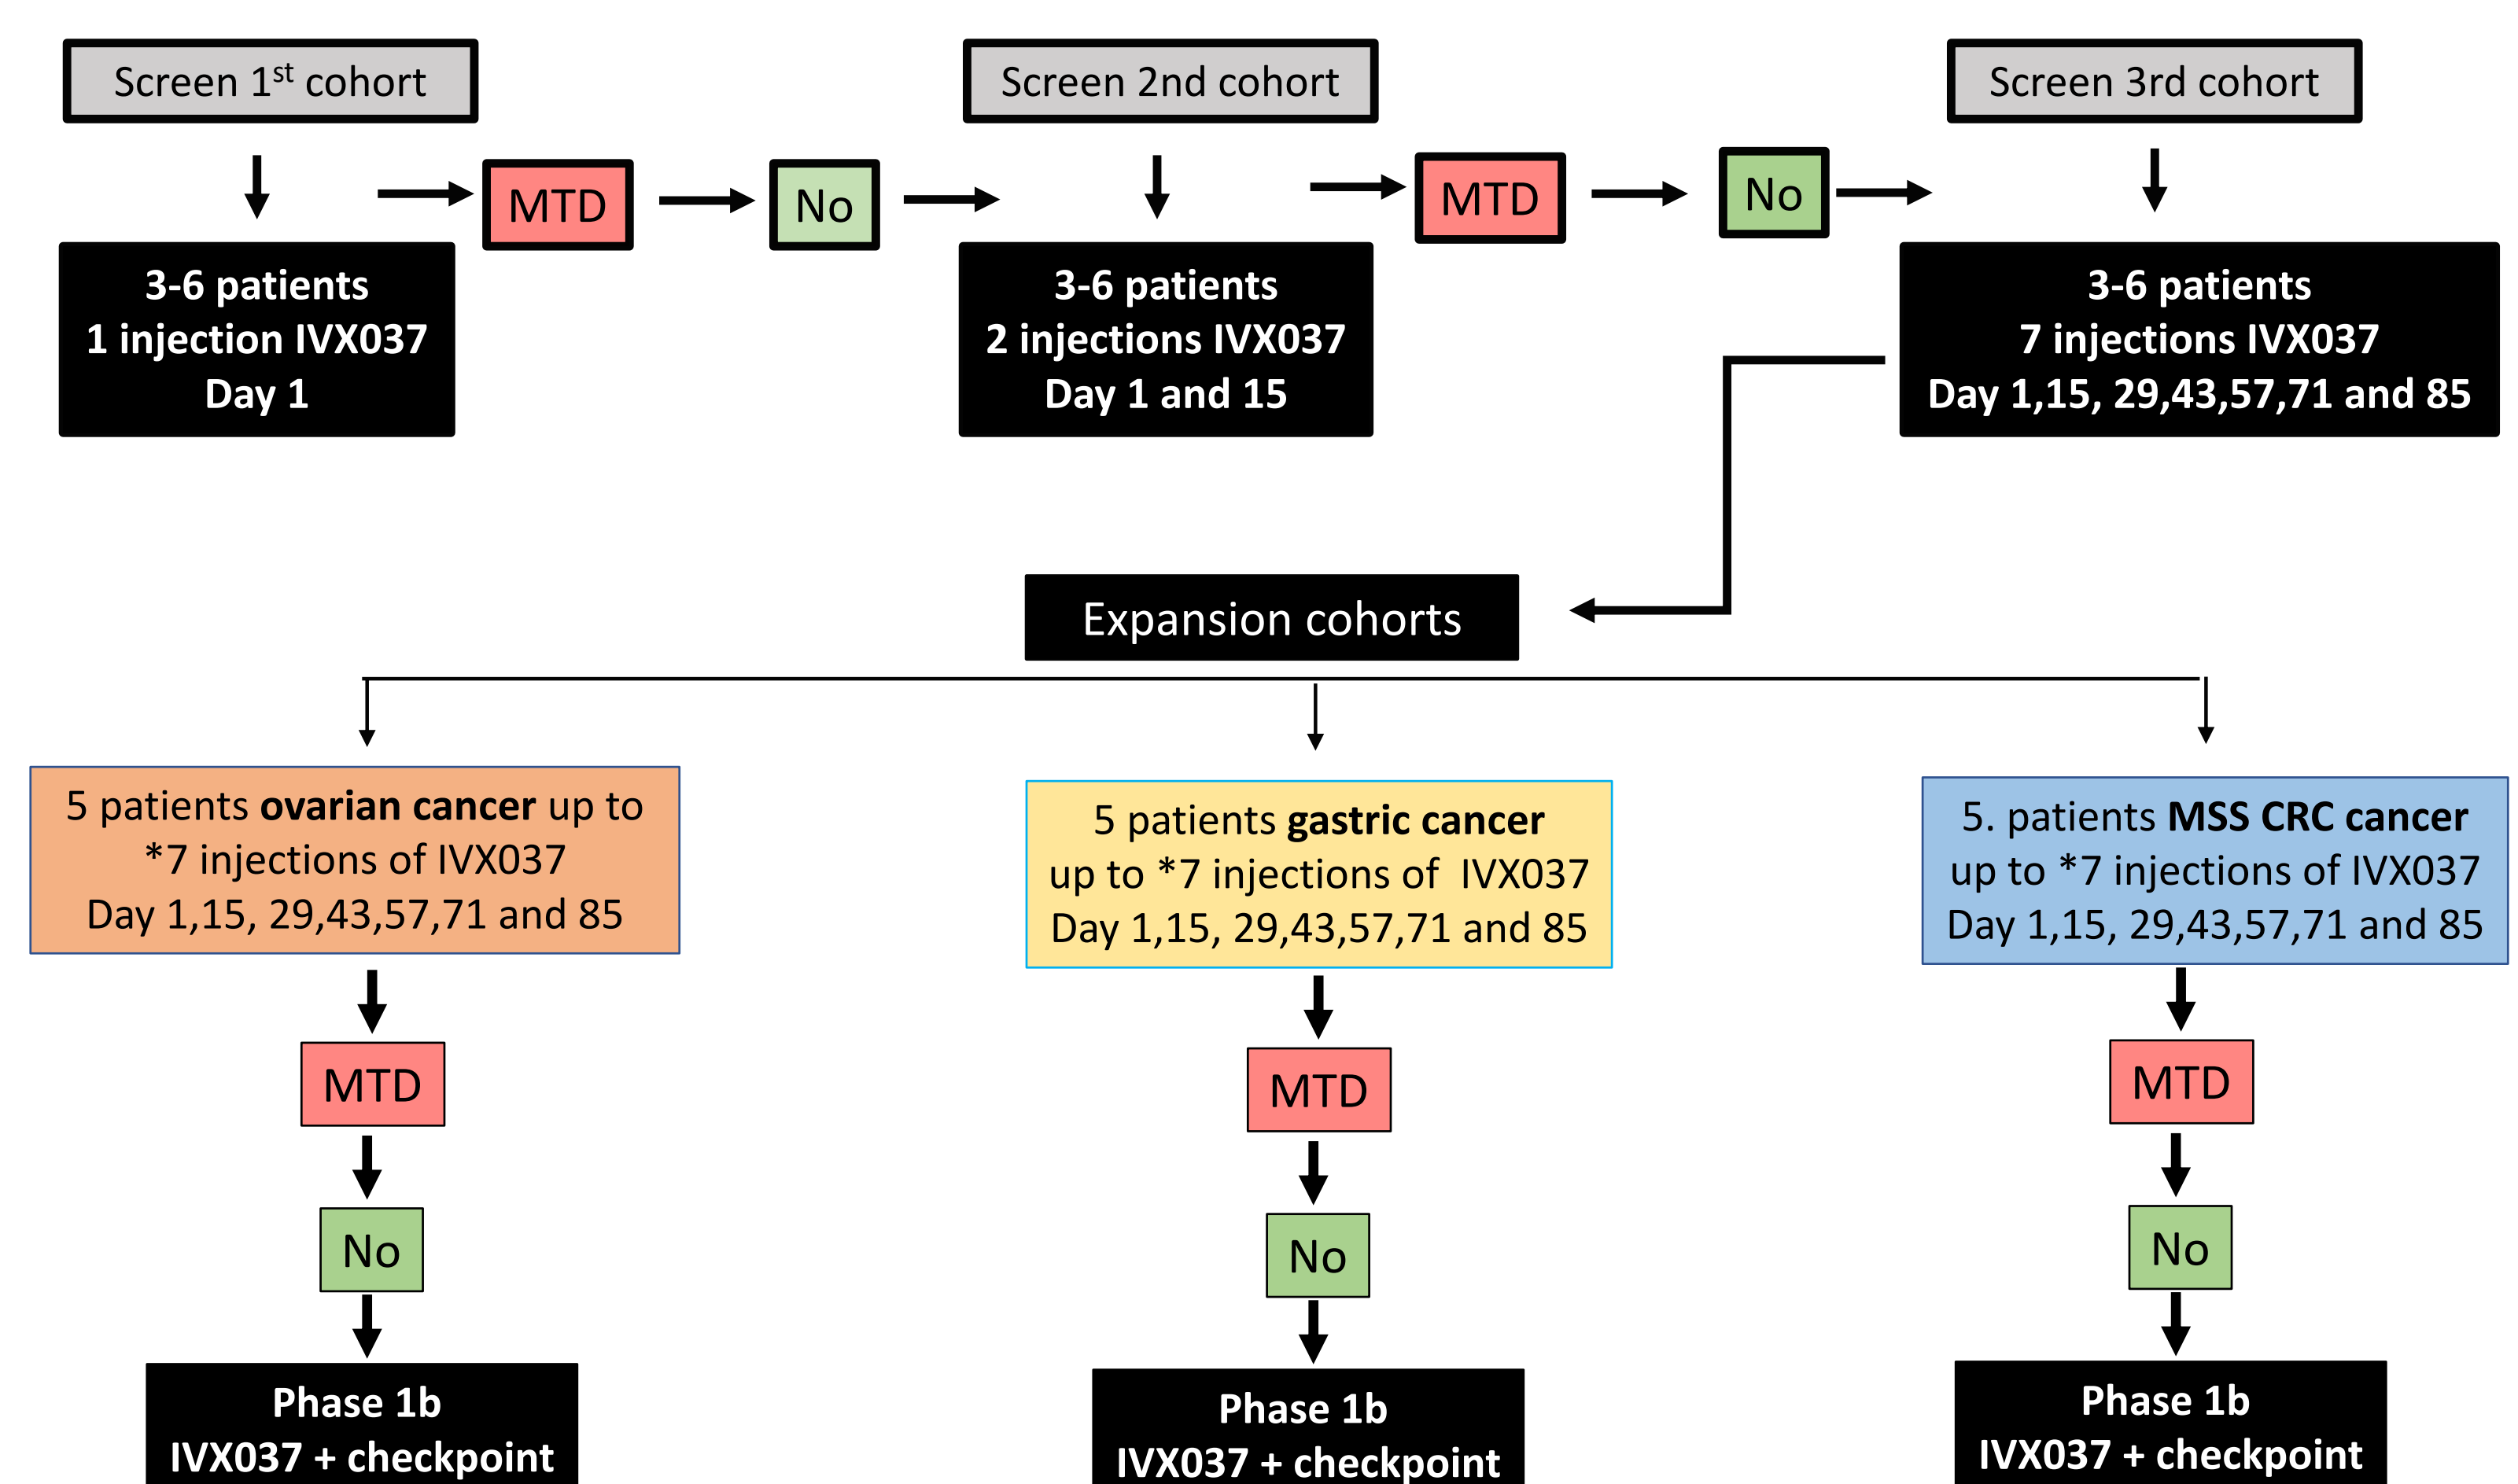 Screen 1st cohort
Screen 2nd cohort
Screen 3rd cohort
MTD
No
MTD
No
3-6 patients
1 injection IVX037
Day 1
3-6 patients
2 injections IVX037
Day 1 and 15
3-6 patients
7 injections IVX037
Day 1,15, 29,43,57,71 and 85
Expansion cohorts
5 patients ovarian cancer up to
*7 injections of IVX037
Day 1,15, 29,43,57,71 and 85
5 patients gastric cancer
up to *7 injections of  IVX037
Day 1,15, 29,43,57,71 and 85
5. patients MSS CRC cancer
up to *7 injections of IVX037
Day 1,15, 29,43,57,71 and 85
MTD
MTD
MTD
No
No
No
Phase 1b
IVX037 + checkpoint
Phase 1b
IVX037 + checkpoint
Phase 1b
IVX037 + checkpoint